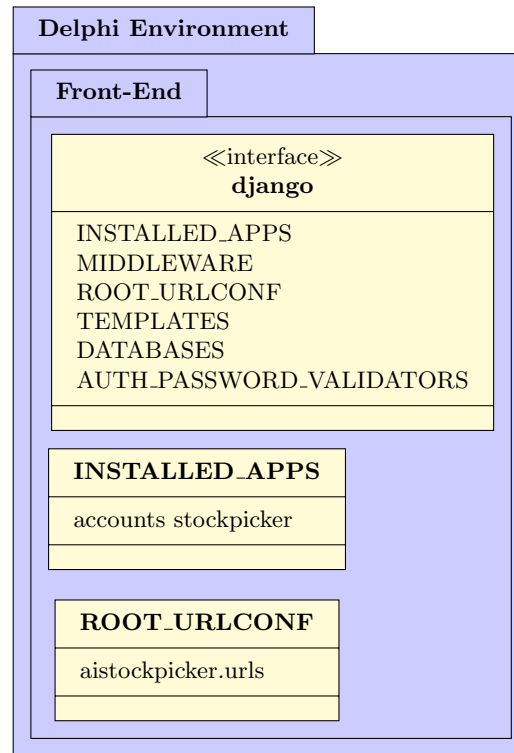 Delphi Environment
Front-End
≪interface≫
django
INSTALLED_APPS
MIDDLEWARE
ROOT_URLCONF
TEMPLATES
DATABASES
AUTH_PASSWORD_VALIDATORS
INSTALLED_APPS
accounts stockpicker
ROOT_URLCONF
aistockpicker.urls